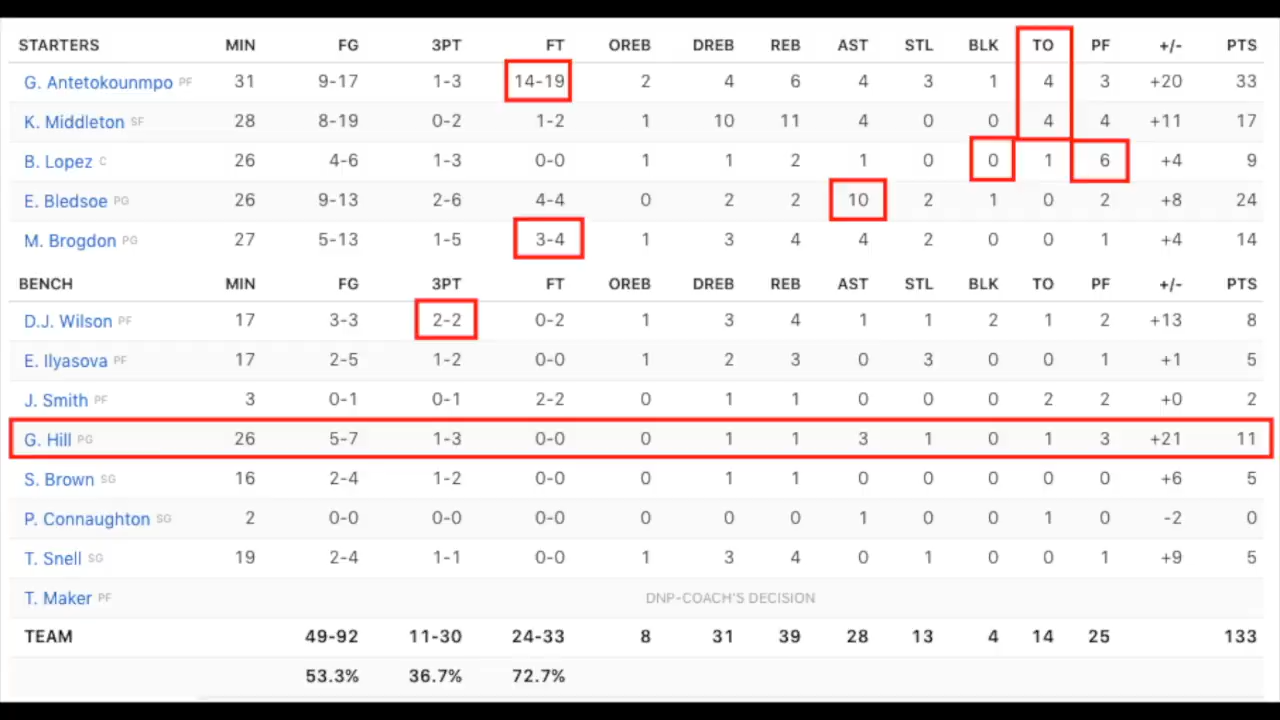 STARTERS MIN FG 3PT FT OREB DREB REB AST STL BLK TO PF +/- PTS
G. Antetokounmpo PF 31 9-17 1-3 14-19 2 4 6 4 3 1 4 3 +20 33
K. Middleton SF 28 8-19 0-2 1-2 1 10 11 4 0 0 4 4 +11 17
B. Lopez C 26 4-6 1-3 0-0 1 1 2 1 0 0 1 6 +4 9
E. Bledsoe PG 26 9-13 2-6 4-4 0 2 2 10 2 1 0 2 +8 24
M. Brogdon PG 27 5-13 1-5 3-4 1 3 4 4 2 0 0 1 +4 14
BENCH MIN FG 3PT FT OREB DREB REB AST STL BLK TO PF +/- PTS
D.J. Wilson PF 17 3-3 2-2 0-2 1 3 4 1 1 2 1 2 +13 8
E. Ilyasova PF 17 2-5 1-2 0-0 1 2 3 0 3 0 0 1 +1 5
J. Smith PF 3 0-1 0-1 2-2 0 1 1 0 0 0 2 2 +0 2
G. Hill PG 26 5-7 1-3 0-0 0 1 1 3 1 0 1 3 +21 11
S. Brown SG 16 2-4 1-2 0-0 0 1 1 0 0 0 0 0 +6 5
P. Connaughton SG 2 0-0 0-0 0-0 0 0 0 1 0 0 1 0 -2 0
T. Snell SG 19 2-4 1-1 0-0 1 3 4 0 1 0 0 1 +9 5
T. Maker PF DNP-COACH'S DECISION
TEAM 49-92 11-30 24-33 8 31 39 28 13 4 14 25 133
53.3% 36.7% 72.7%